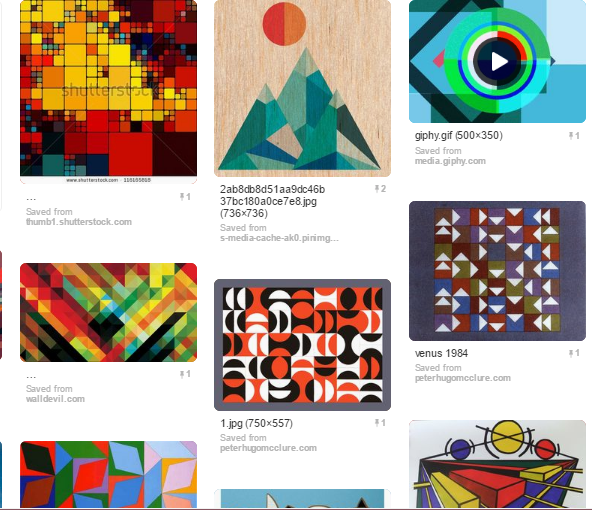 shutterstock
www.shutterstock.com · 116055859
...
1
Saved from
thumb1.shutterstock.com
...
1
Saved from
walldevil.com
2ab8db8d51aa9dc46b
37bc180a0ce7e8.jpg
(736×736)
2
Saved from
s-media-cache-ak0.pinimg...
1.jpg (750×557)
1
Saved from
peterhugomcclure.com
giphy.gif (500×350)
1
Saved from
media.giphy.com
venus 1984
1
Saved from
peterhugomcclure.com